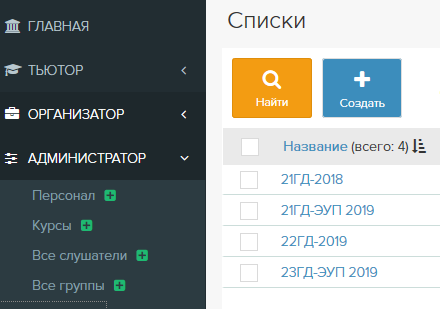 ГЛАВНАЯ
ТЬЮТОР
ОРГАНИЗАТОР
АДМИНИСТРАТОР
Персонал
Курсы
Все слушатели
Все группы
Списки
Найти
Создать
Название (всего: 4)
21ГД-2018
21ГД-ЭУП 2019
22ГД-2019
23ГД-ЭУП 2019